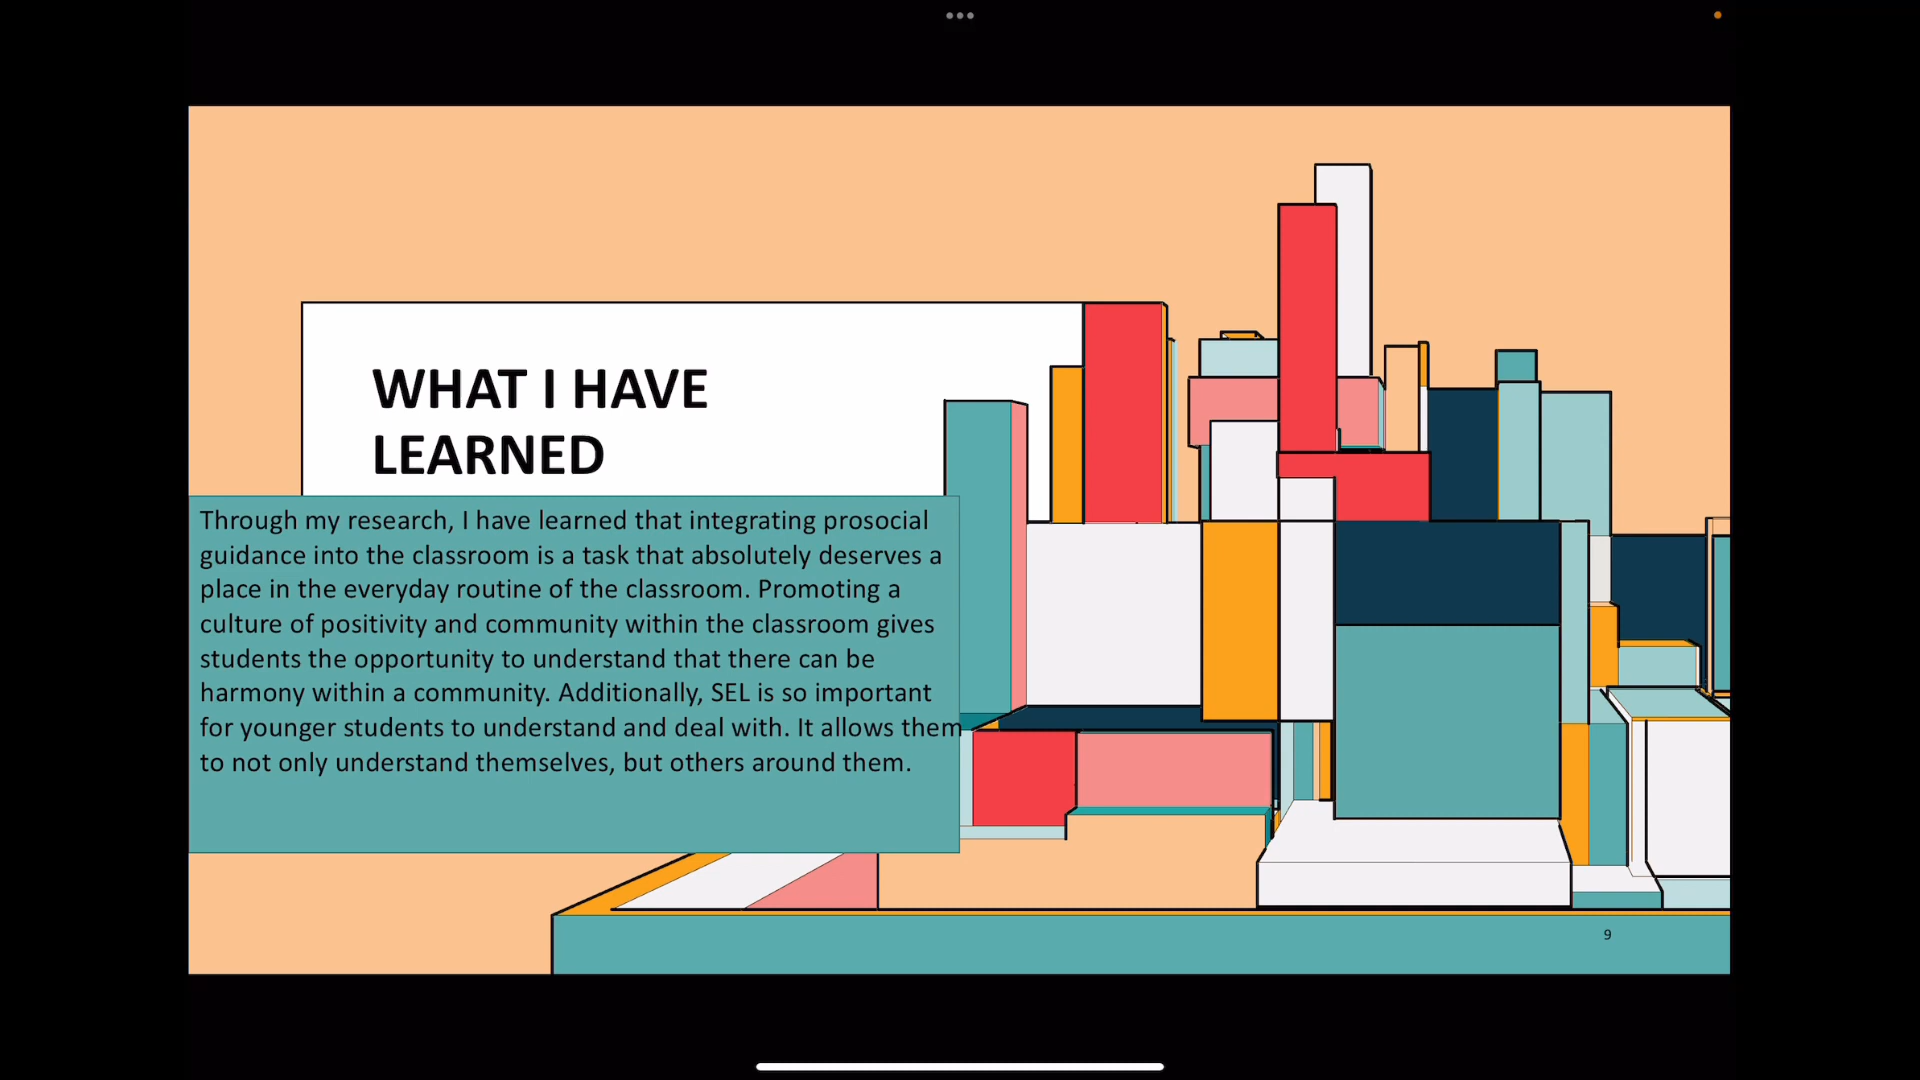 WHAT I HAVE
LEARNED
Through my research, I have learned that integrating prosocial
guidance into the classroom is a task that absolutely deserves a
place in the everyday routine of the classroom. Promoting a
culture of positivity and community within the classroom gives
students the opportunity to understand that there can be
harmony within a community. Additionally, SEL is so important
for younger students to understand and deal with. It allows them
to not only understand themselves, but others around them.
9